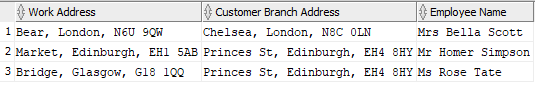 Work Address Customer Branch Address Employee Name
1 Bear, London, N6U 9QW Chelsea, London, N8C 0LN Mrs Bella Scott
2 Market, Edinburgh, EH1 5AB Princes St, Edinburgh, EH4 8HY Mr Homer Simpson
3 Bridge, Glasgow, G18 1QQ Princes St, Edinburgh, EH4 8HY Ms Rose Tate